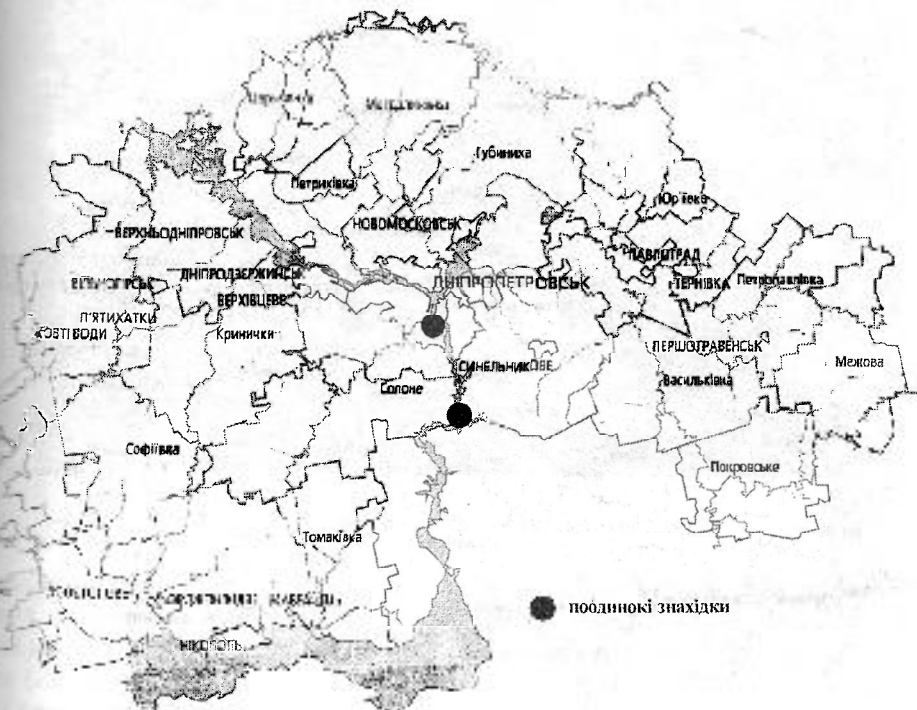 Губиниха
Петриківка
Юр'ївка
НОВОМОСКОВСЬК
ВЕРХНЬОДНІПРОВСЬК
ПАВЛОГРАД
ДНІПРОДЗЕРЖИНСЬК
ДНІПРОПЕТРОВСЬК
ТЕРНІВКА
Петропавлівка
ВЕРХІВЦЕВЕ
П'ЯТИХАТКИ
ЖОВТІ ВОДИ
Кринички
ПЕРШОТРАВЕНСЬК
СИНЕЛЬНИКОВЕ
Межова
Солоне
Васильківка
Софіївка
Покровське
Томаківка
поодинокі знахідки
НІКОПОЛЬ